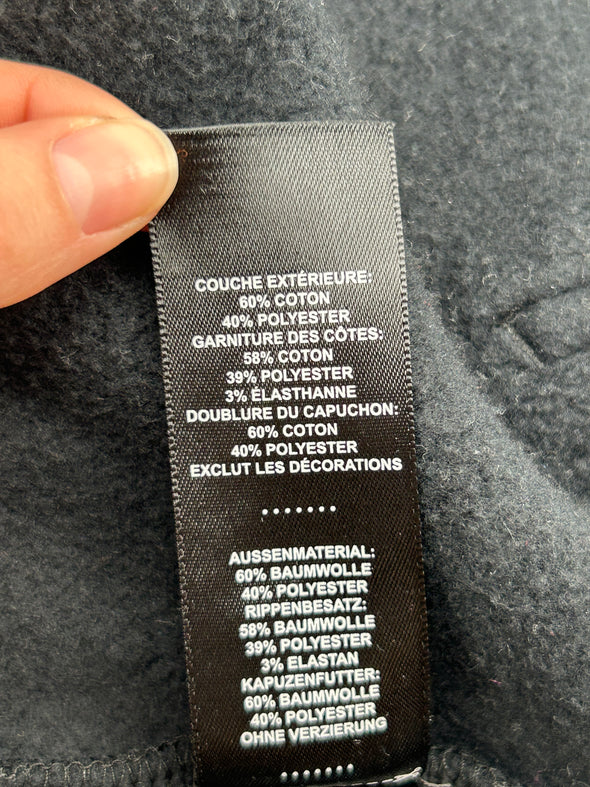 COUCHE EXTÉRIEURE:
60% COTON
40% POLYESTER
GARNITURE DES CÔTES:
58% COTON
39% POLYESTER
3% ÉLASTHANNE
DOUBLURE DU CAPUCHON:
60% COTON
40% POLYESTER
EXCLUT LES DÉCORATIONS
.......
AUSSENMATERIAL:
60% BAUMWOLLE
40% POLYESTER
RIPPENBESATZ:
58% BAUMWOLLE
39% POLYESTER
3% ELASTAN
KAPUZENFUTTER:
60% BAUMWOLLE
40% POLYESTER
OHNE VERZIERUNG
.......